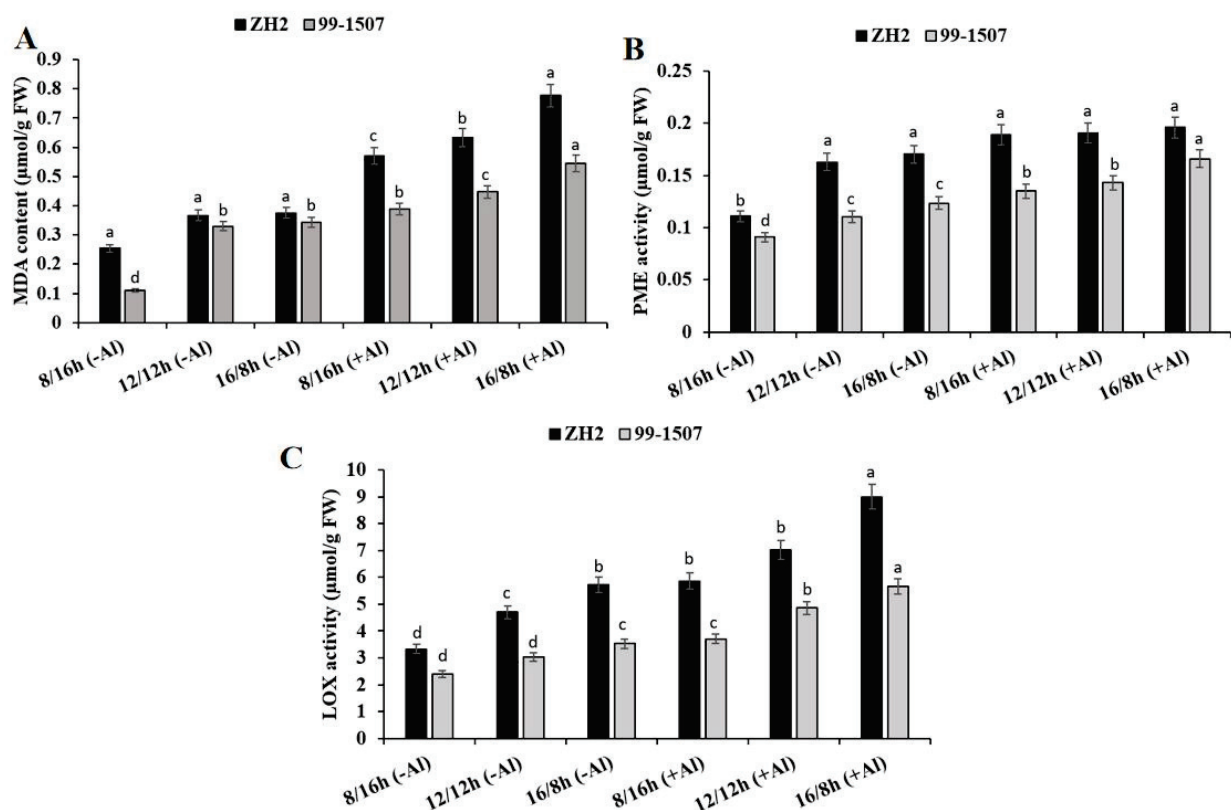 A
■ ZH2 ■ 99-1507
MDA content (μmol/g FW)
0.9
0.8
0.7
0.6
0.5
0.4
0.3
0.2
0.1
0
a d a b a b c b b c a a
8/16h (-Al) 12/12h (-Al) 16/8h (-Al) 8/16h (+Al) 12/12h (+Al) 16/8h (+Al)
B
■ ZH2 □ 99-1507
PME activity (μmol/g FW)
0.25
0.2
0.15
0.1
0.05
0
b d a c a c a b a b a a
8/16h (-Al) 12/12h (-Al) 16/8h (-Al) 8/16h (+Al) 12/12h (+Al) 16/8h (+Al)
C
■ ZH2 □ 99-1507
LOX activity (μmol/g FW)
10
9
8
7
6
5
4
3
2
1
0
d d c d b c b c b b a a
8/16h (-Al) 12/12h (-Al) 16/8h (-Al) 8/16h (+Al) 12/12h (+Al) 16/8h (+Al)